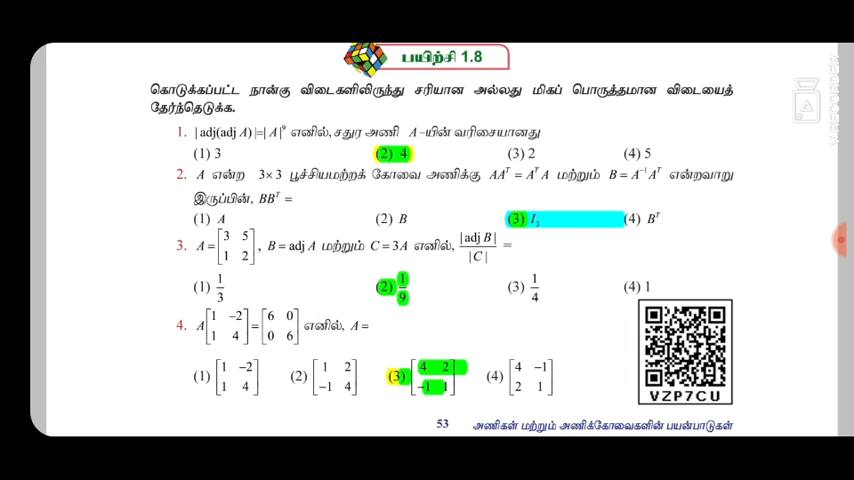 பயிற்சி 1.8
கொடுக்கப்பட்ட நான்கு விடைகளிலிருந்து சரியான அல்லது மிகப் பொருத்தமான விடையைத்
தேர்ந்தெடுக்க.
1. |adj(adj A)|=|A|⁹ எனில், சதுர அணி A–யின் வரிசையானது
(1) 3 (2) 4 (3) 2 (4) 5
2. A என்ற 3×3 பூச்சியமற்றக் கோவை அணிக்கு AAᵀ = AᵀA மற்றும் B = A⁻¹Aᵀ என்றவாறு
இருப்பின், BBᵀ =
(1) A (2) B (3) I₃ (4) Bᵀ
3. A = [3 5; 1 2], B = adj A மற்றும் C = 3A எனில், |adj B| / |C| =
(1) 1/3 (2) 1/9 (3) 1/4 (4) 1
4. A [1 –2; 1 4] = [6 0; 0 6] எனில், A =
(1) [1 –2; 1 4] (2) [1 2; –1 4] (3) [4 2; –1 1] (4) [4 –1; 2 1]
VZP7CU
53 அணிகள் மற்றும் அணிக்கோவைகளின் பயன்பாடுகள்
V.RECORDER